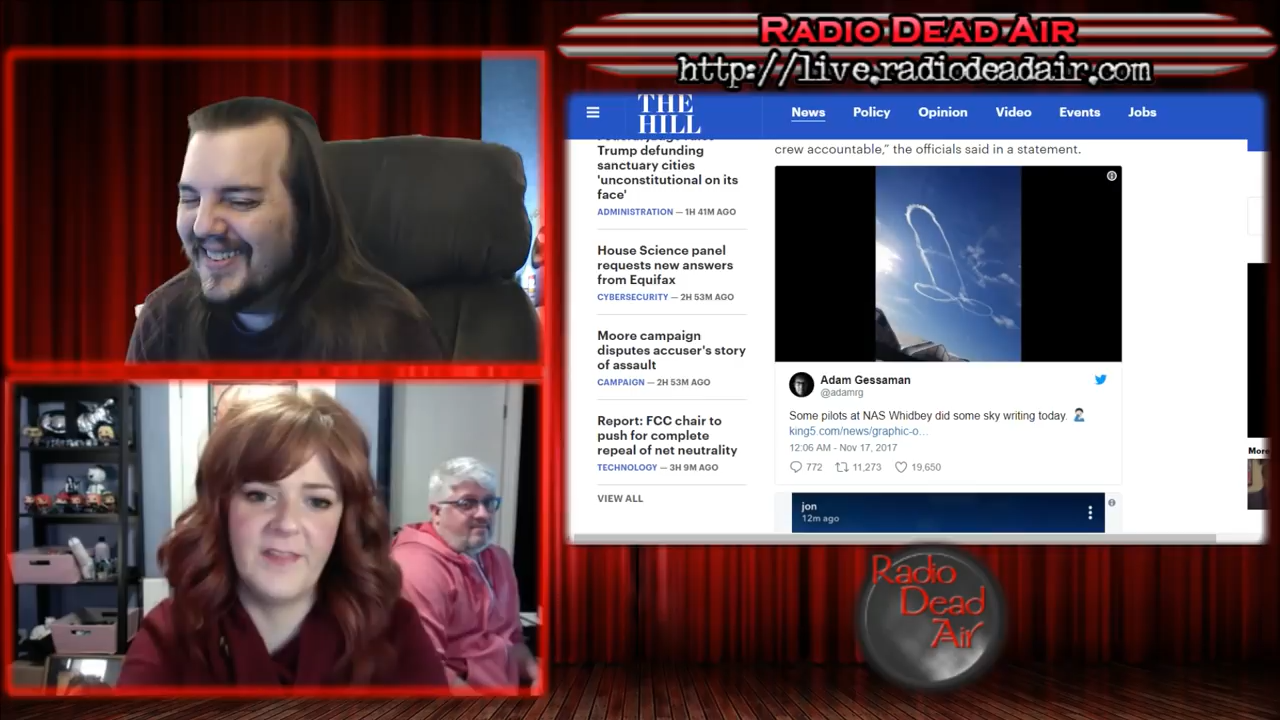 RADIO DEAD AIR
http://live.radiodeadair.com
THE
HILL
News
Policy
Opinion
Video
Events
Jobs
Trump defunding
sanctuary cities
'unconstitutional on its
face'
ADMINISTRATION — 1H 41M AGO
House Science panel
requests new answers
from Equifax
CYBERSECURITY — 2H 53M AGO
Moore campaign
disputes accuser's story
of assault
CAMPAIGN — 2H 53M AGO
Report: FCC chair to
push for complete
repeal of net neutrality
TECHNOLOGY — 3H 9M AGO
VIEW ALL
crew accountable,” the officials said in a statement.
Adam Gessaman
@adamrg
Some pilots at NAS Whidbey did some sky writing today.
king5.com/news/graphic-o…
12:06 AM - Nov 17, 2017
772
11,273
19,650
jon
12m ago
More
Radio
Dead
Air